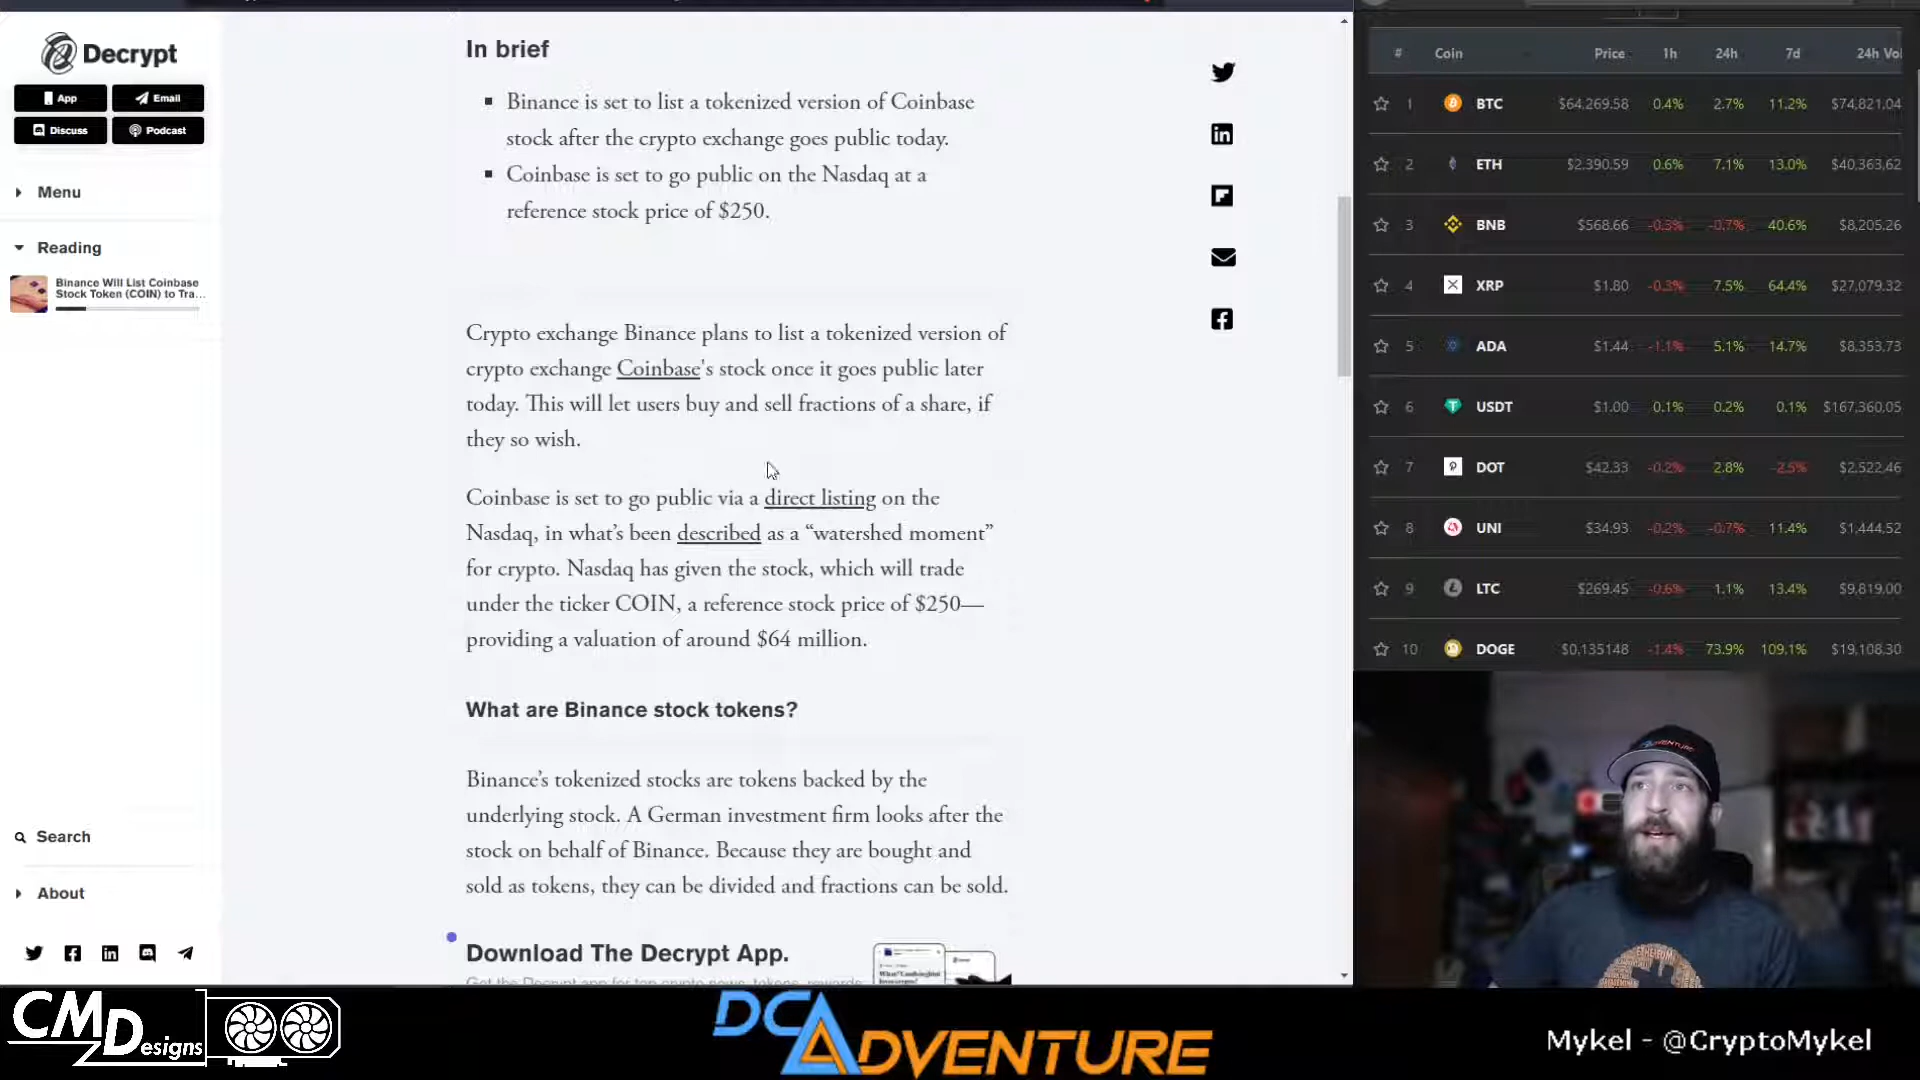 Decrypt
App
Email
Discuss
Podcast
Menu
Reading
Binance Will List Coinbase
Stock Token (COIN) to Tra...
Search
About
In brief
Binance is set to list a tokenized version of Coinbase
stock after the crypto exchange goes public today.
Coinbase is set to go public on the Nasdaq at a
reference stock price of $250.
Crypto exchange Binance plans to list a tokenized version of
crypto exchange Coinbase's stock once it goes public later
today. This will let users buy and sell fractions of a share, if
they so wish.
Coinbase is set to go public via a direct listing on the
Nasdaq, in what's been described as a “watershed moment”
for crypto. Nasdaq has given the stock, which will trade
under the ticker COIN, a reference stock price of $250—
providing a valuation of around $64 million.
What are Binance stock tokens?
Binance's tokenized stocks are tokens backed by the
underlying stock. A German investment firm looks after the
stock on behalf of Binance. Because they are bought and
sold as tokens, they can be divided and fractions can be sold.
Download The Decrypt App.
Get the Decrypt app for top crypto news, tokens, rewards
# Coin Price 1h 24h 7d 24h Vol
1 BTC $64,269.58 0.4% 2.7% 11.2% $74,821,04
2 ETH $2,390.59 0.6% 7.1% 13.0% $40,363,62
3 BNB $568.66 -0.3% -0.7% 40.6% $8,205,26
4 XRP $1.80 -0.3% 7.5% 64.4% $27,079,32
5 ADA $1.44 -1.1% 5.1% 14.7% $8,353,73
6 USDT $1.00 0.1% 0.2% 0.1% $167,360,05
7 DOT $42.33 -0.2% 2.8% -2.5% $2,522,46
8 UNI $34.93 -0.2% -0.7% 11.4% $1,444,52
9 LTC $269.45 -0.6% 1.1% 13.4% $9,819,00
10 DOGE $0.135148 -1.4% 73.9% 109.1% $19,108,30
CMDesigns
DCADVENTURE
Mykel - @CryptoMykel